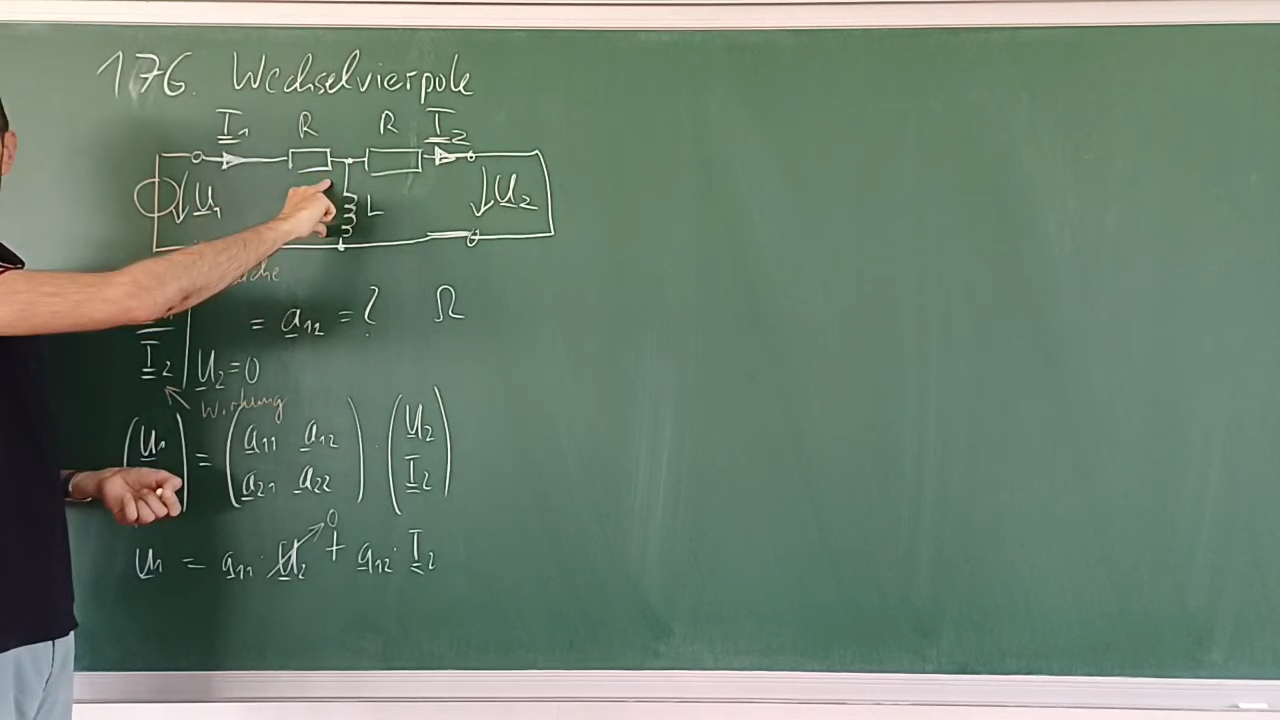 176. Wechselvierpole
I1 R R I2
U1 L U2
= a12 = ? Ω
I2 | U2=0
Wirkung
(U1 = (a11 a12 · (U2
a21 a22) I2)
U1 = a11 · U2 0 + a12 · I2